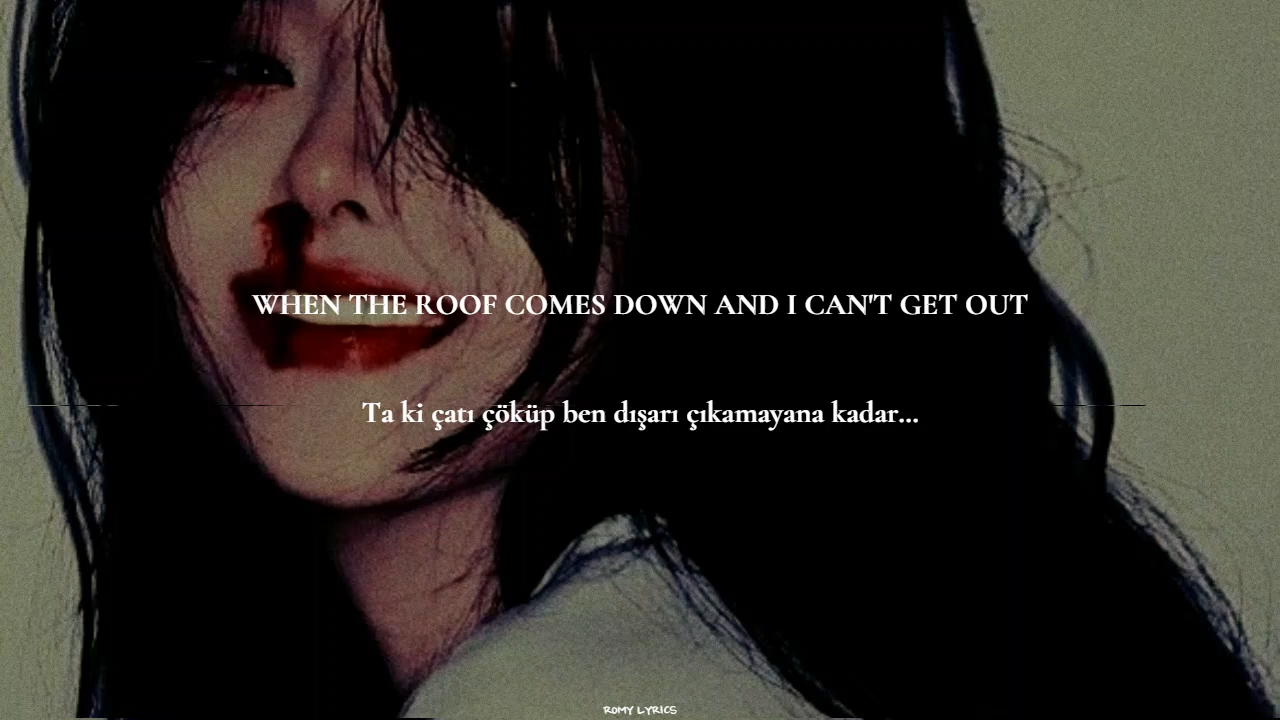 WHEN THE ROOF COMES DOWN AND I CAN'T GET OUT
Ta ki çatı çöküp ben dışarı çıkamayana kadar...
ROMY LYRICS